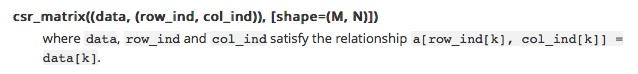 csr_matrix((data, (row_ind, col_ind)), [shape=(M, N)])
where data, row_ind and col_ind satisfy the relationship a[row_ind[k], col_ind[k]] =
data[k].